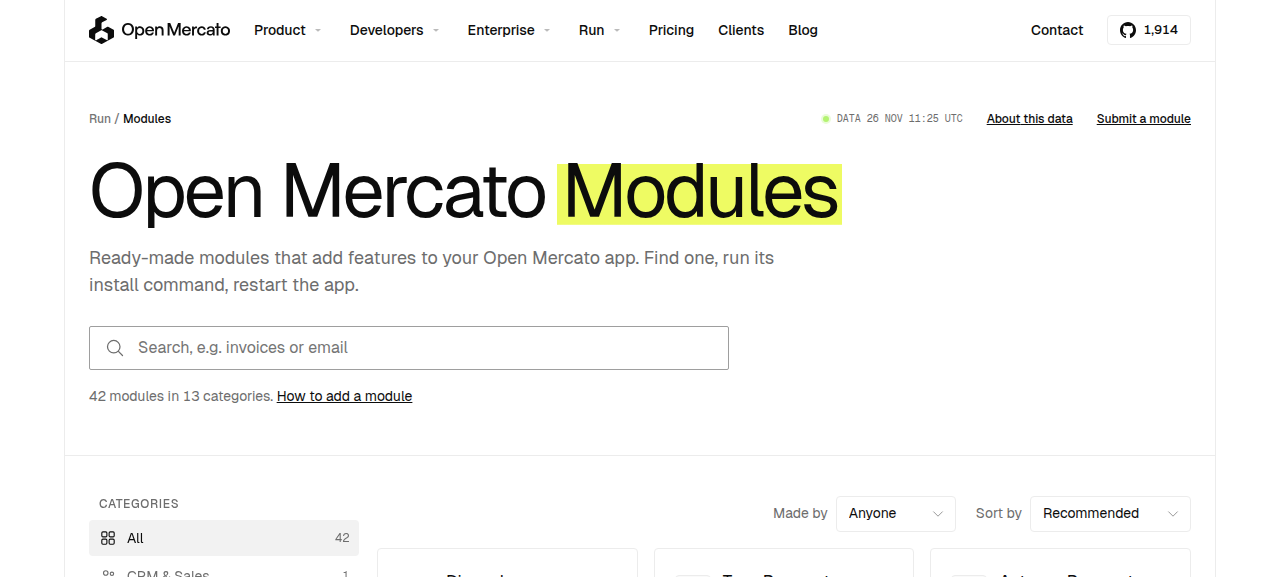 Open Mercato Product Developers Enterprise Run Pricing Clients Blog Contact 1,914
Run / Modules DATA 26 NOV 11:25 UTC About this data Submit a module
Open Mercato Modules
Ready-made modules that add features to your Open Mercato app. Find one, run its
install command, restart the app.
Search, e.g. invoices or email
42 modules in 13 categories. How to add a module
CATEGORIES
Made by Anyone Sort by Recommended
All 42
CRM & Sales 1